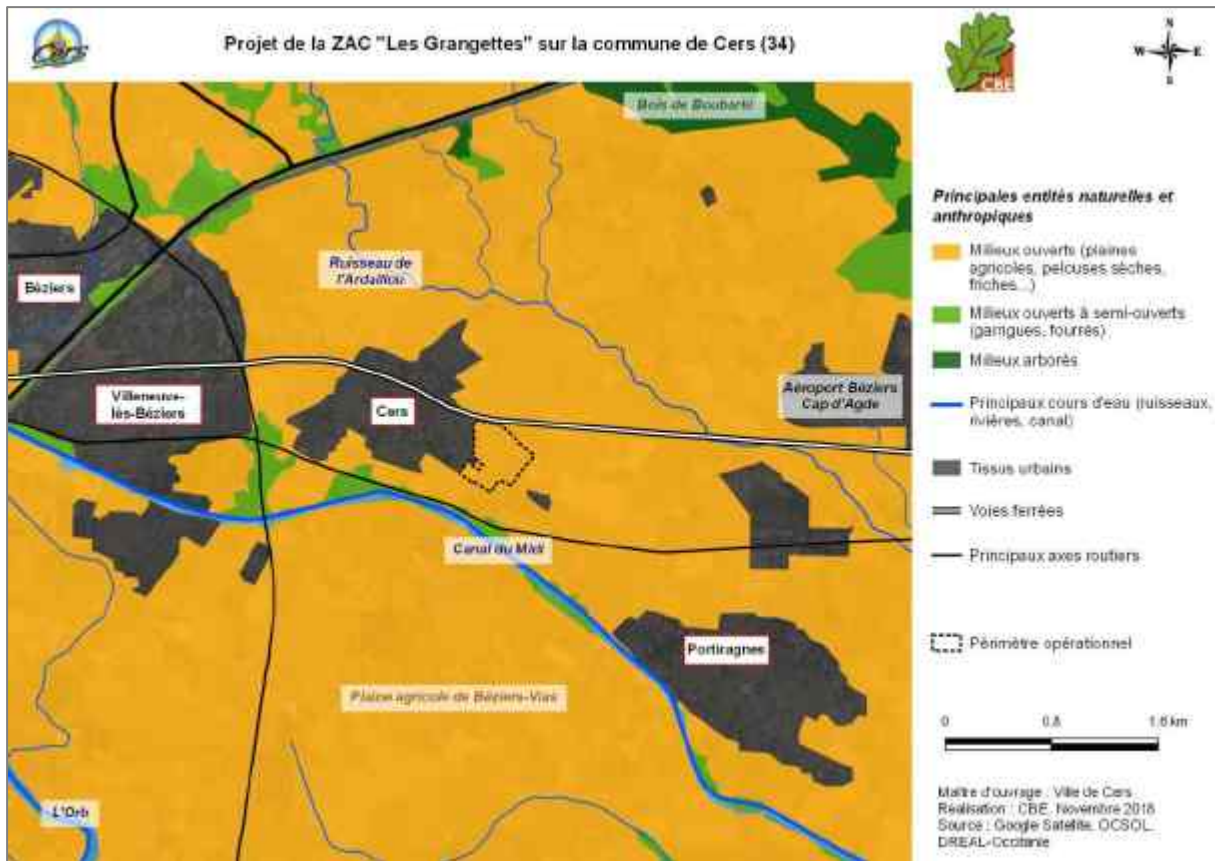 Cers
Projet de la ZAC "Les Grangettes" sur la commune de Cers (34)
CBE
N
W
E
S
Bois de Bourbaki
Ruisseau de
l'Ardaillou
Béziers
Villeneuve-
lès-Béziers
Cers
Aéroport Béziers
Cap d'Agde
Canal du Midi
Portiragnes
Plaine agricole de Béziers-Vias
L'Orb
Principales entités naturelles et
anthropiques
Milieux ouverts (plaines
agricoles, pelouses sèches,
friches...)
Milieux ouverts à semi-ouverts
(garrigues, fourrés)
Milieux arborés
Principaux cours d'eau (ruisseaux,
rivières, canal)
Tissus urbains
Voies ferrées
Principaux axes routiers
Périmètre opérationnel
0
0,8
1,6 km
Maître d'ouvrage : Ville de Cers
Réalisation : CBE, Novembre 2018
Source : Google Satellite, OCSOL,
DREAL-Occitanie